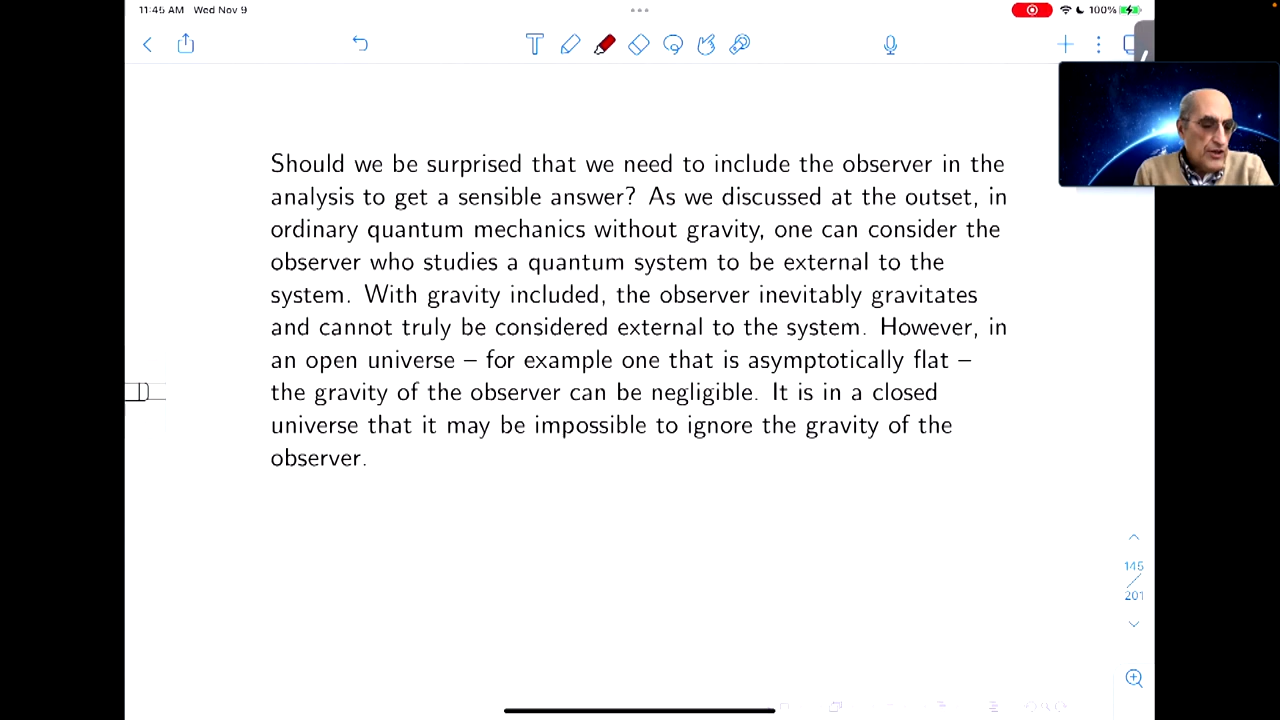 11:45 AM Wed Nov 9
100%
T
Should we be surprised that we need to include the observer in the
analysis to get a sensible answer? As we discussed at the outset, in
ordinary quantum mechanics without gravity, one can consider the
observer who studies a quantum system to be external to the
system. With gravity included, the observer inevitably gravitates
and cannot truly be considered external to the system. However, in
an open universe – for example one that is asymptotically flat –
the gravity of the observer can be negligible. It is in a closed
universe that it may be impossible to ignore the gravity of the
observer.
145
201